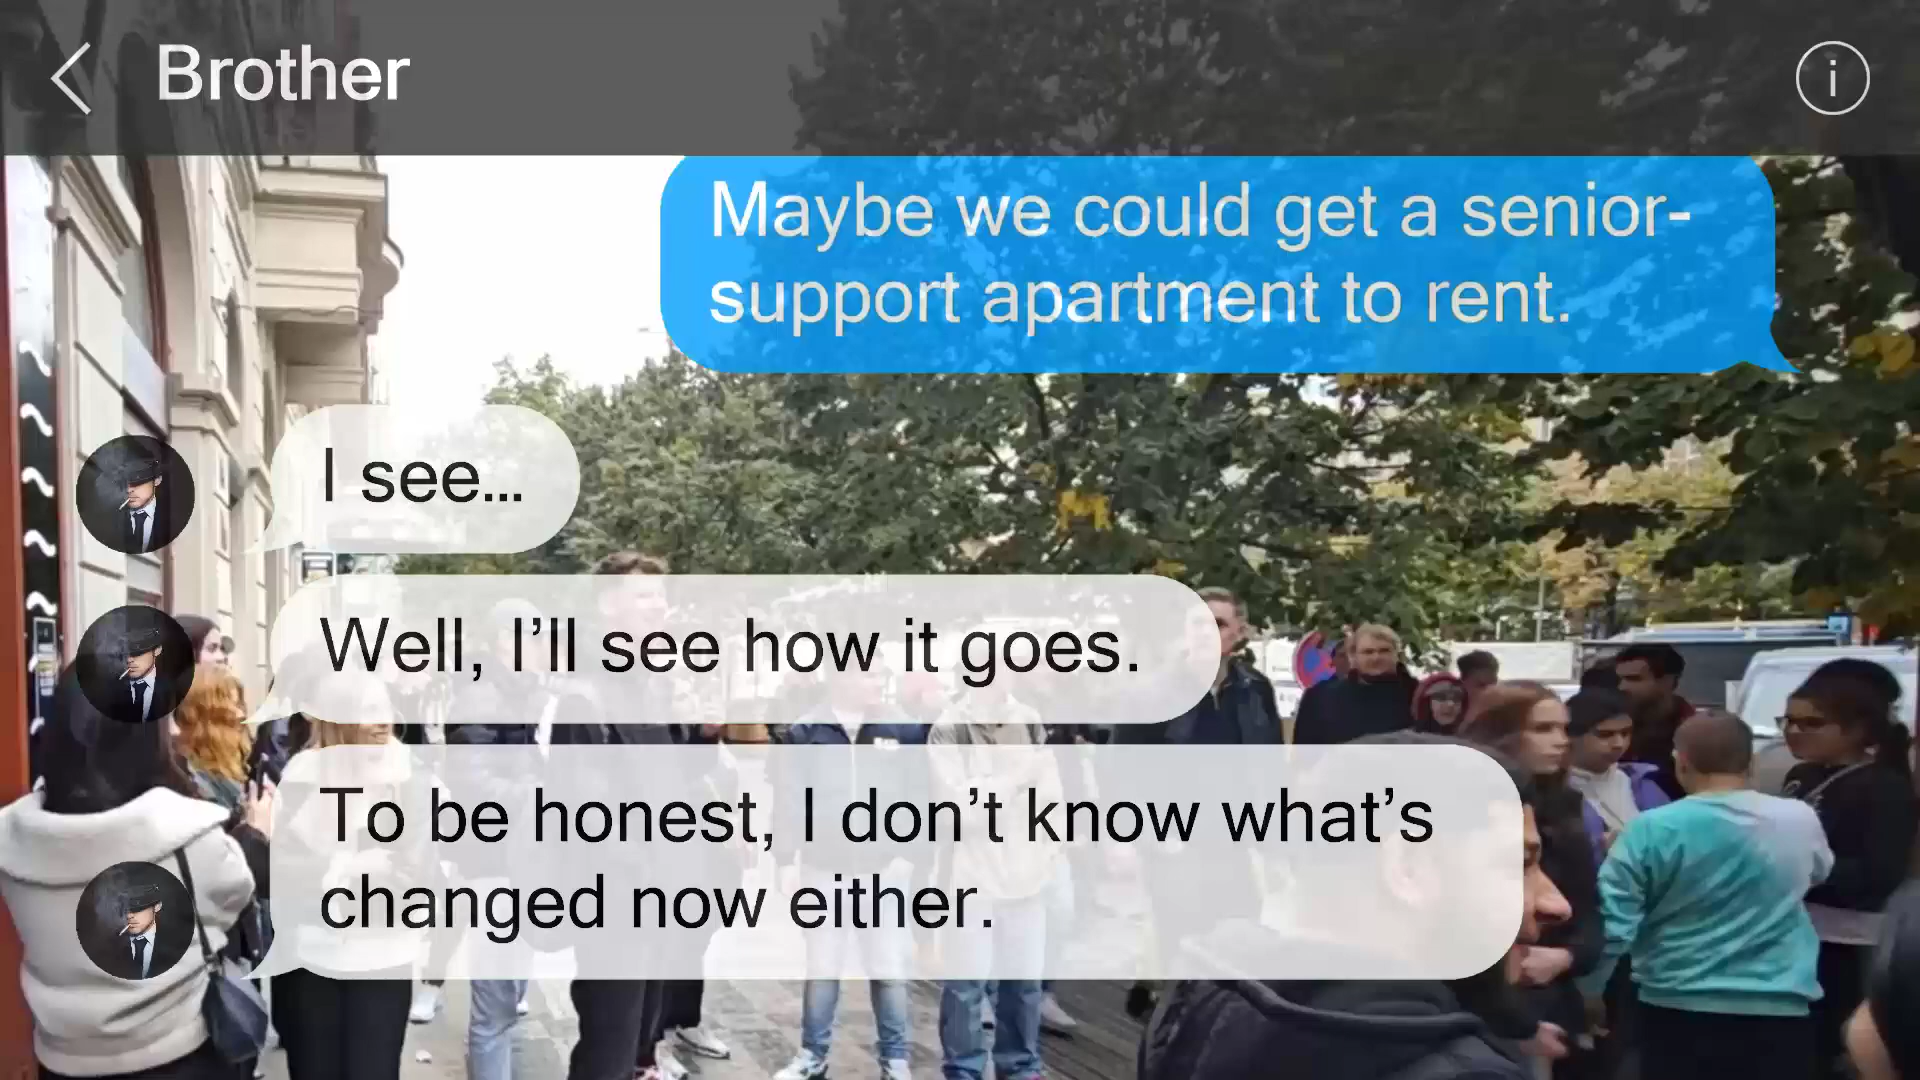 Brother
Maybe we could get a senior-
support apartment to rent.
I see...
Well, I’ll see how it goes.
To be honest, I don’t know what’s
changed now either.